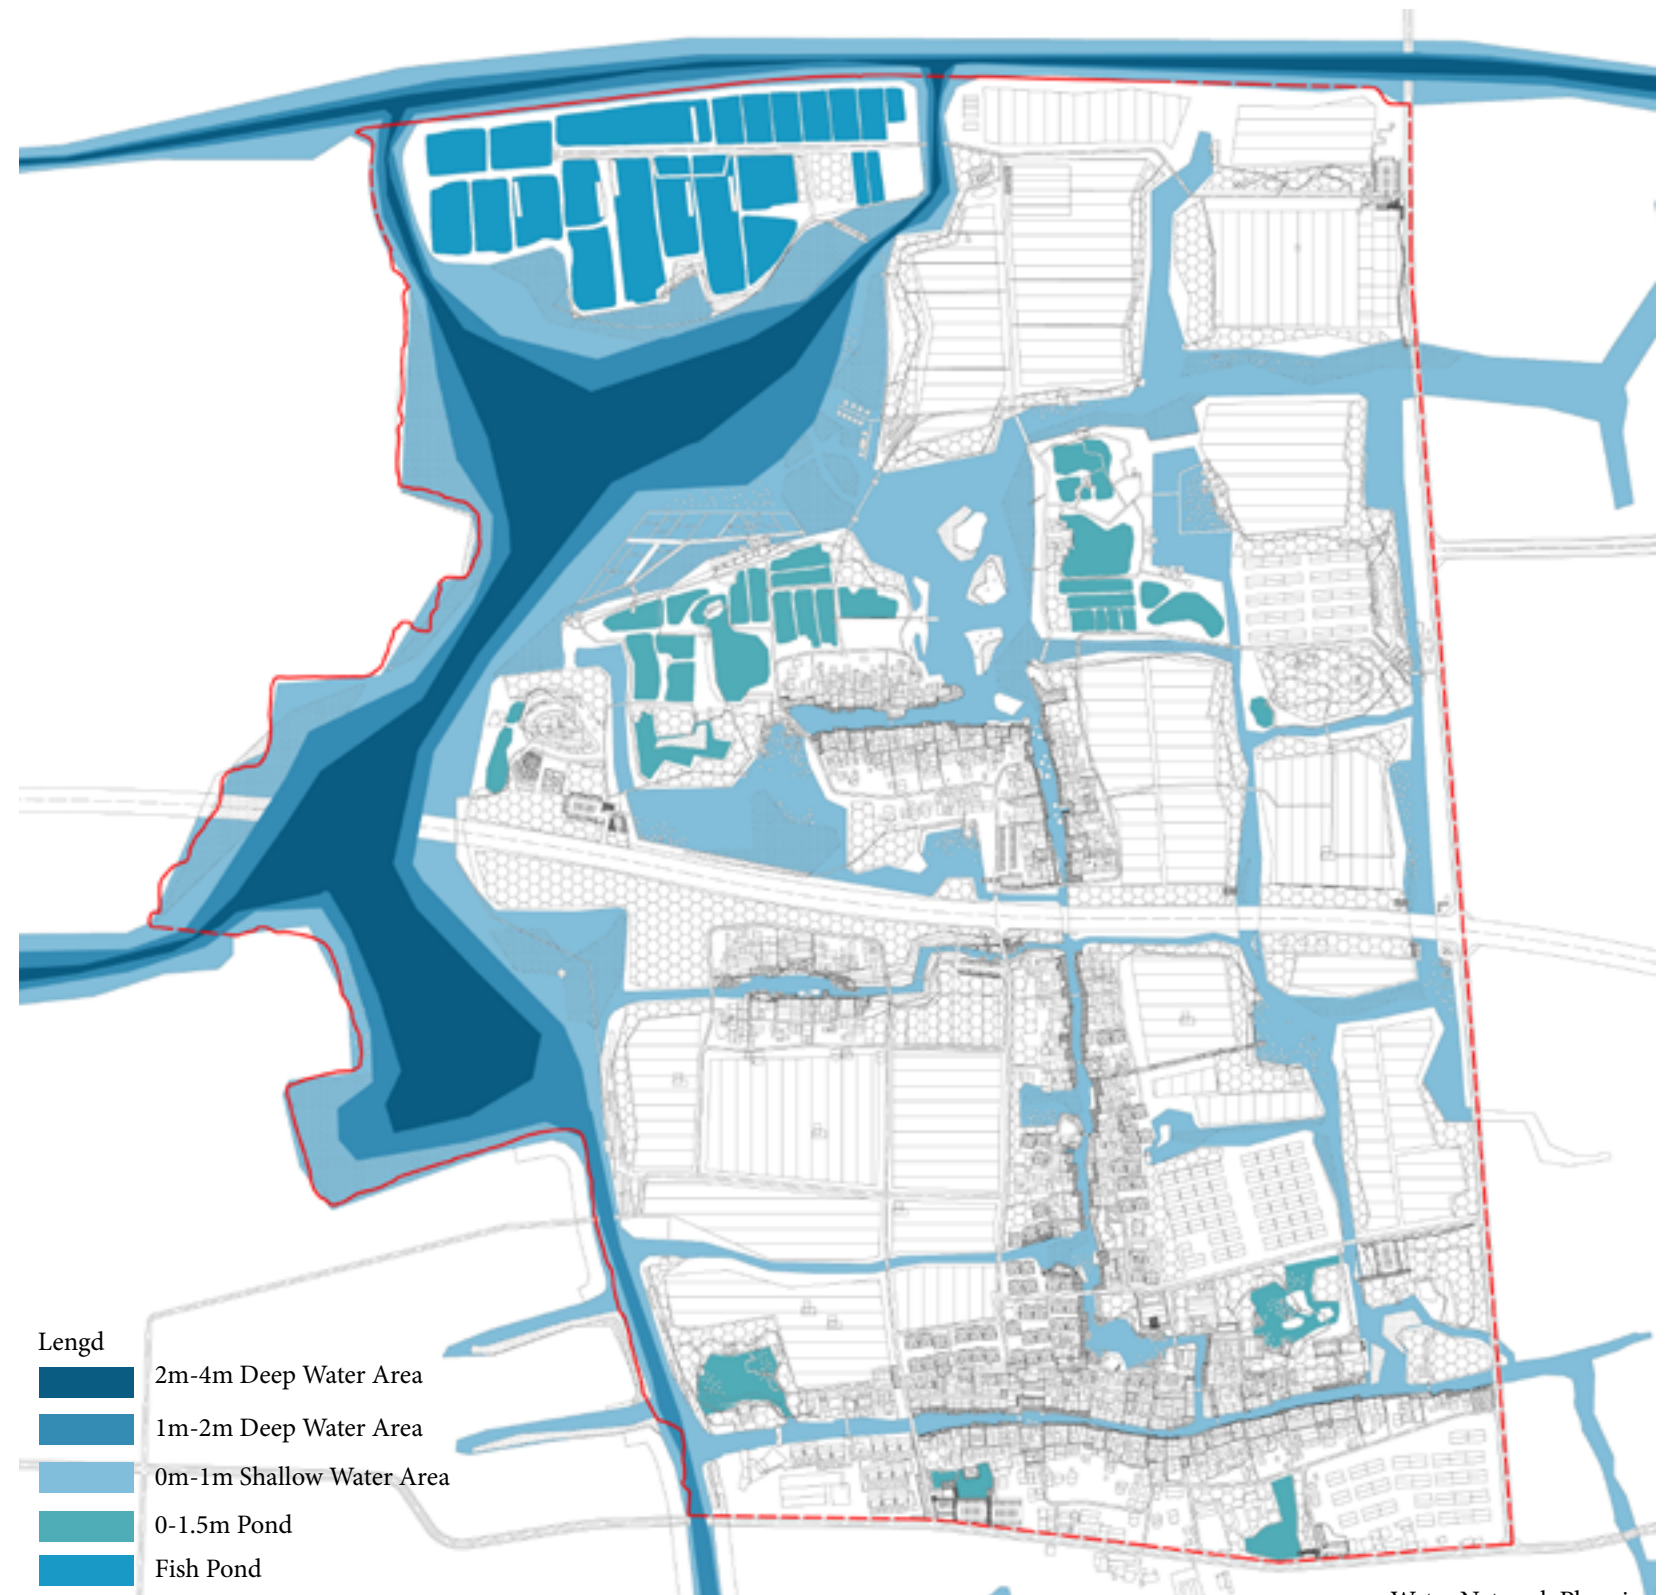 Lengd
2m-4m Deep Water Area
1m-2m Deep Water Area
0m-1m Shallow Water Area
0-1.5m Pond
Fish Pond